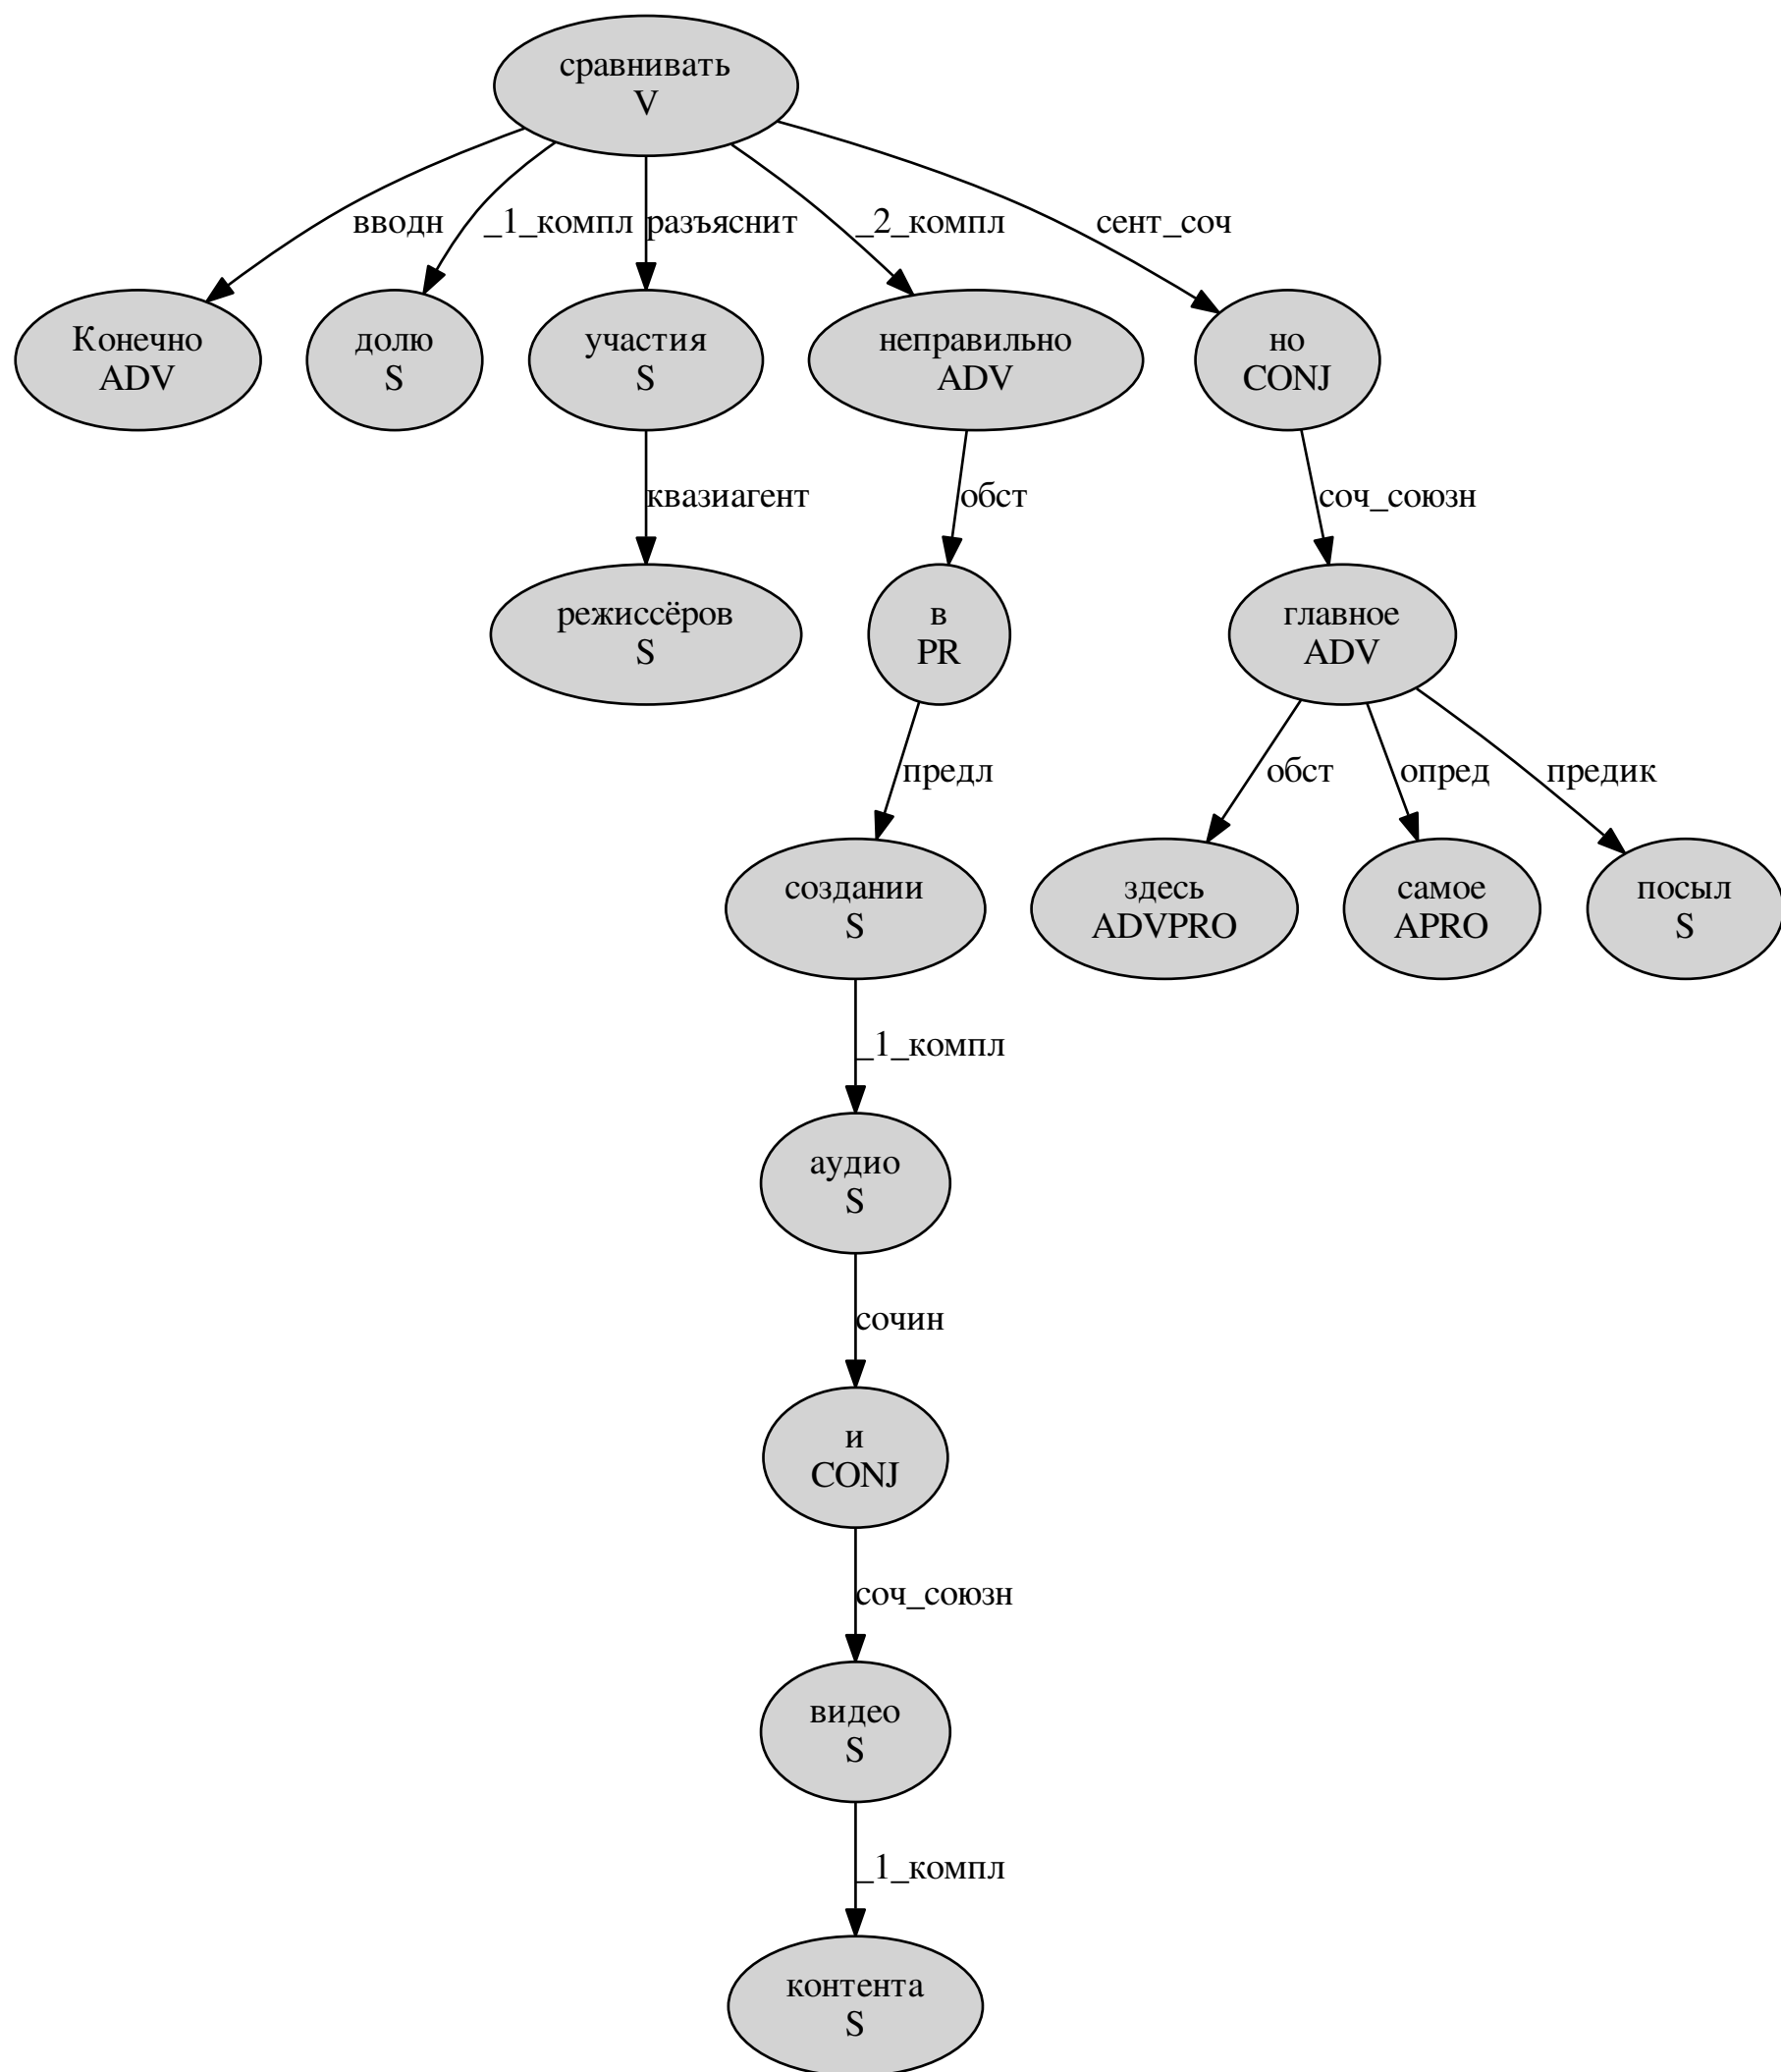 сравнивать
V
вводн
_1_компл
разъяснит
_2_компл
сент_соч
Конечно
ADV
долю
S
участия
S
неправильно
ADV
но
CONJ
квазиагент
обст
соч_союзн
режиссёров
S
в
PR
главное
ADV
предл
обст
опред
предик
создании
S
здесь
ADVPRO
самое
APRO
посыл
S
_1_компл
аудио
S
сочин
и
CONJ
соч_союзн
видео
S
_1_компл
контента
S